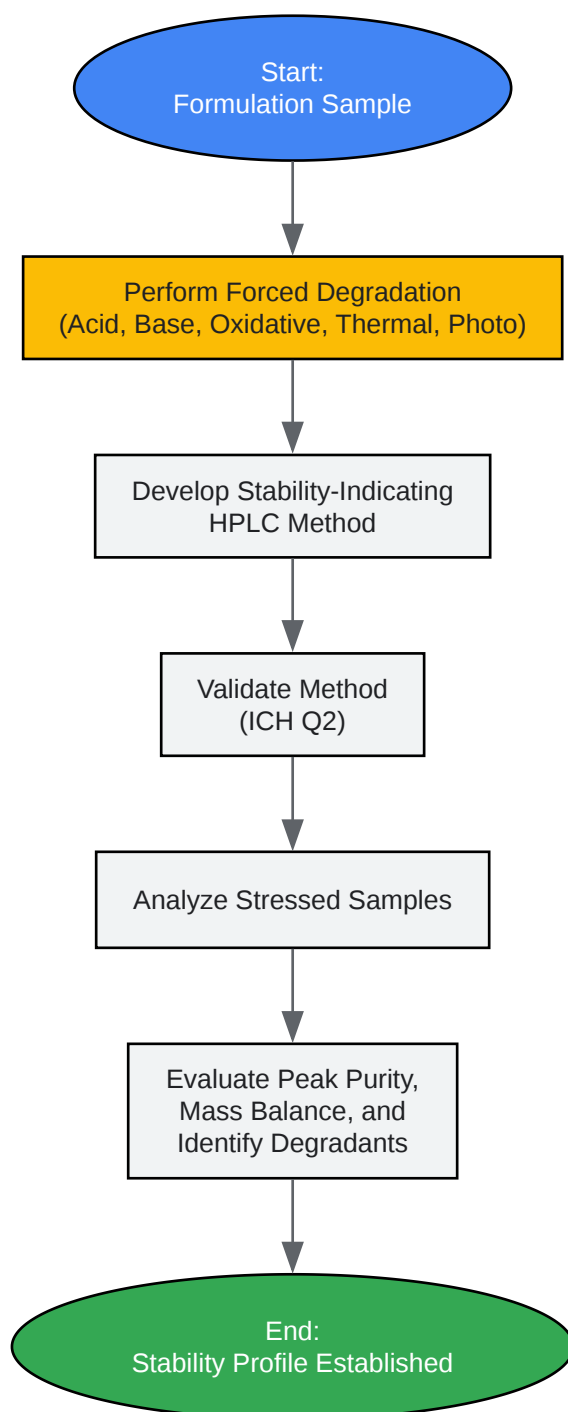 Start:
Formulation Sample
Perform Forced Degradation
(Acid, Base, Oxidative, Thermal, Photo)
Develop Stability-Indicating
HPLC Method
Validate Method
(ICH Q2)
Analyze Stressed Samples
Evaluate Peak Purity,
Mass Balance, and
Identify Degradants
End:
Stability Profile Established